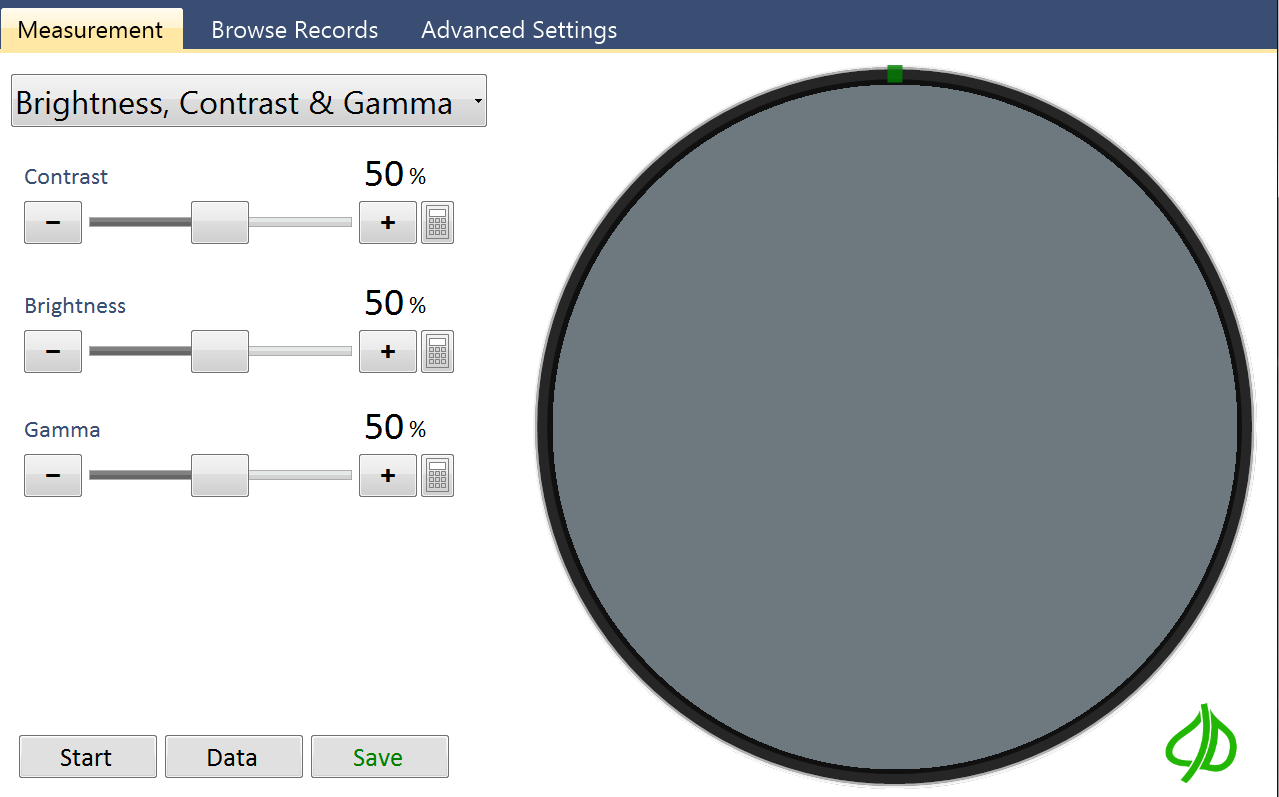 Measurement Browse Records Advanced Settings
Brightness, Contrast & Gamma
Contrast 50 %
− +
Brightness 50 %
− +
Gamma 50 %
− +
Start Data Save